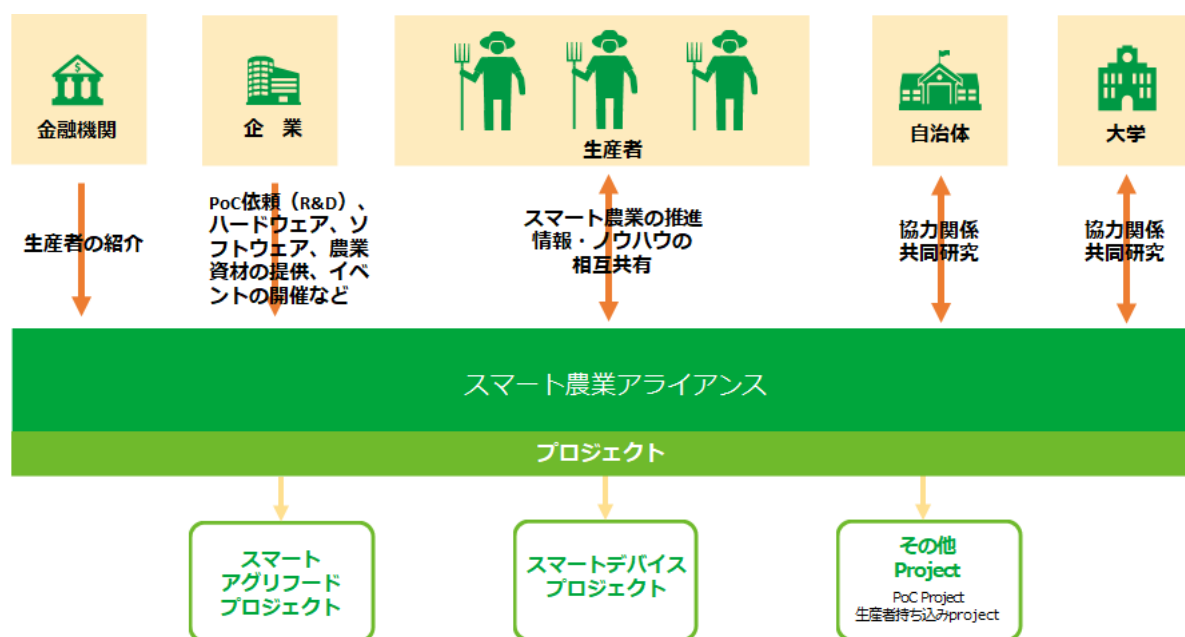 金融機関
企　業
生産者
自治体
大学
生産者の紹介
PoC依頼（R&D）、
ハードウェア、ソ
フトウェア、農業
資材の提供、イベ
ントの開催など
スマート農業の推進
情報・ノウハウの
相互共有
協力関係
共同研究
協力関係
共同研究
スマート農業アライアンス
プロジェクト
スマート
アグリフード
プロジェクト
スマートデバイス
プロジェクト
その他
Project
PoC Project
生産者持ち込みproject